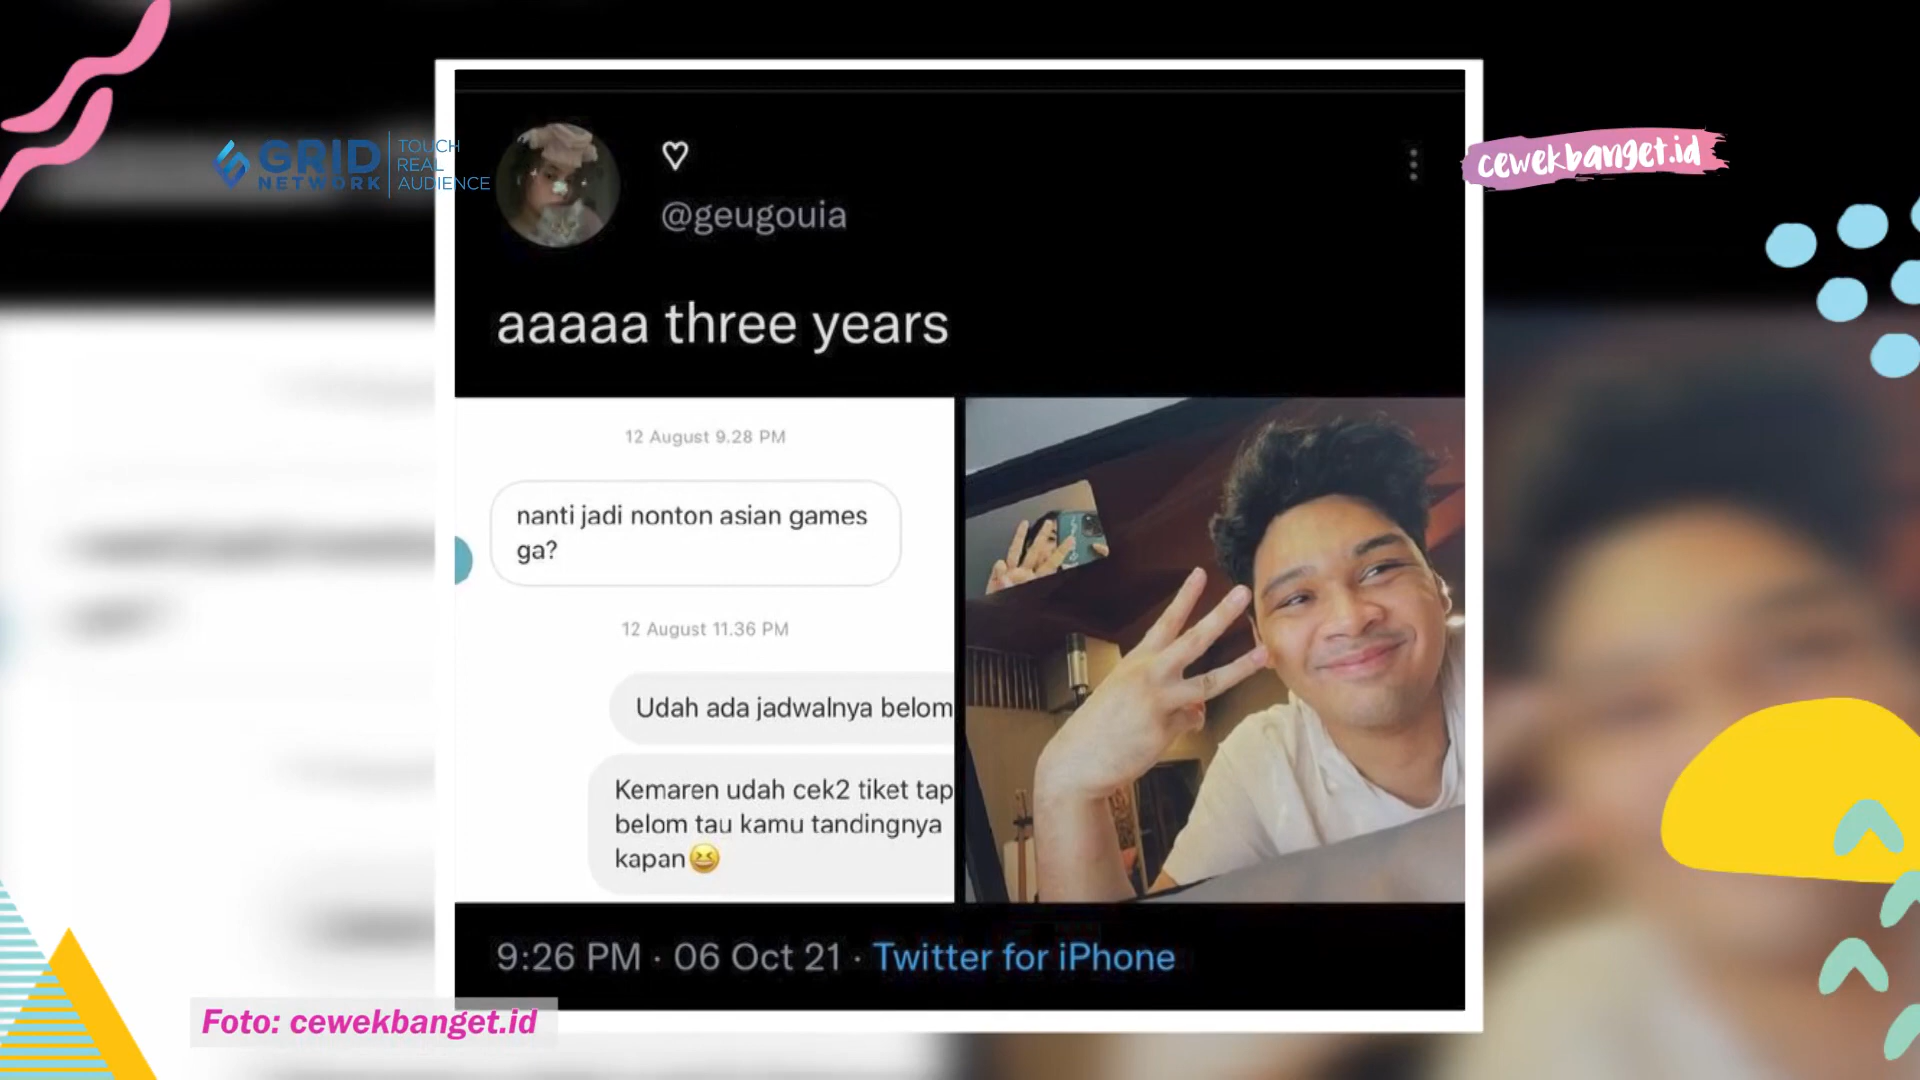 GRID
NETWORK
TOUCH
REAL
AUDIENCE
cewekbanget.id
♡
@geugouia
aaaaa three years
12 August 9.28 PM
nanti jadi nonton asian games
ga?
12 August 11.36 PM
Udah ada jadwalnya belom
Kemaren udah cek2 tiket tap
belom tau kamu tandingnya
kapan😆
9:26 PM · 06 Oct 21 · Twitter for iPhone
Foto: cewekbanget.id